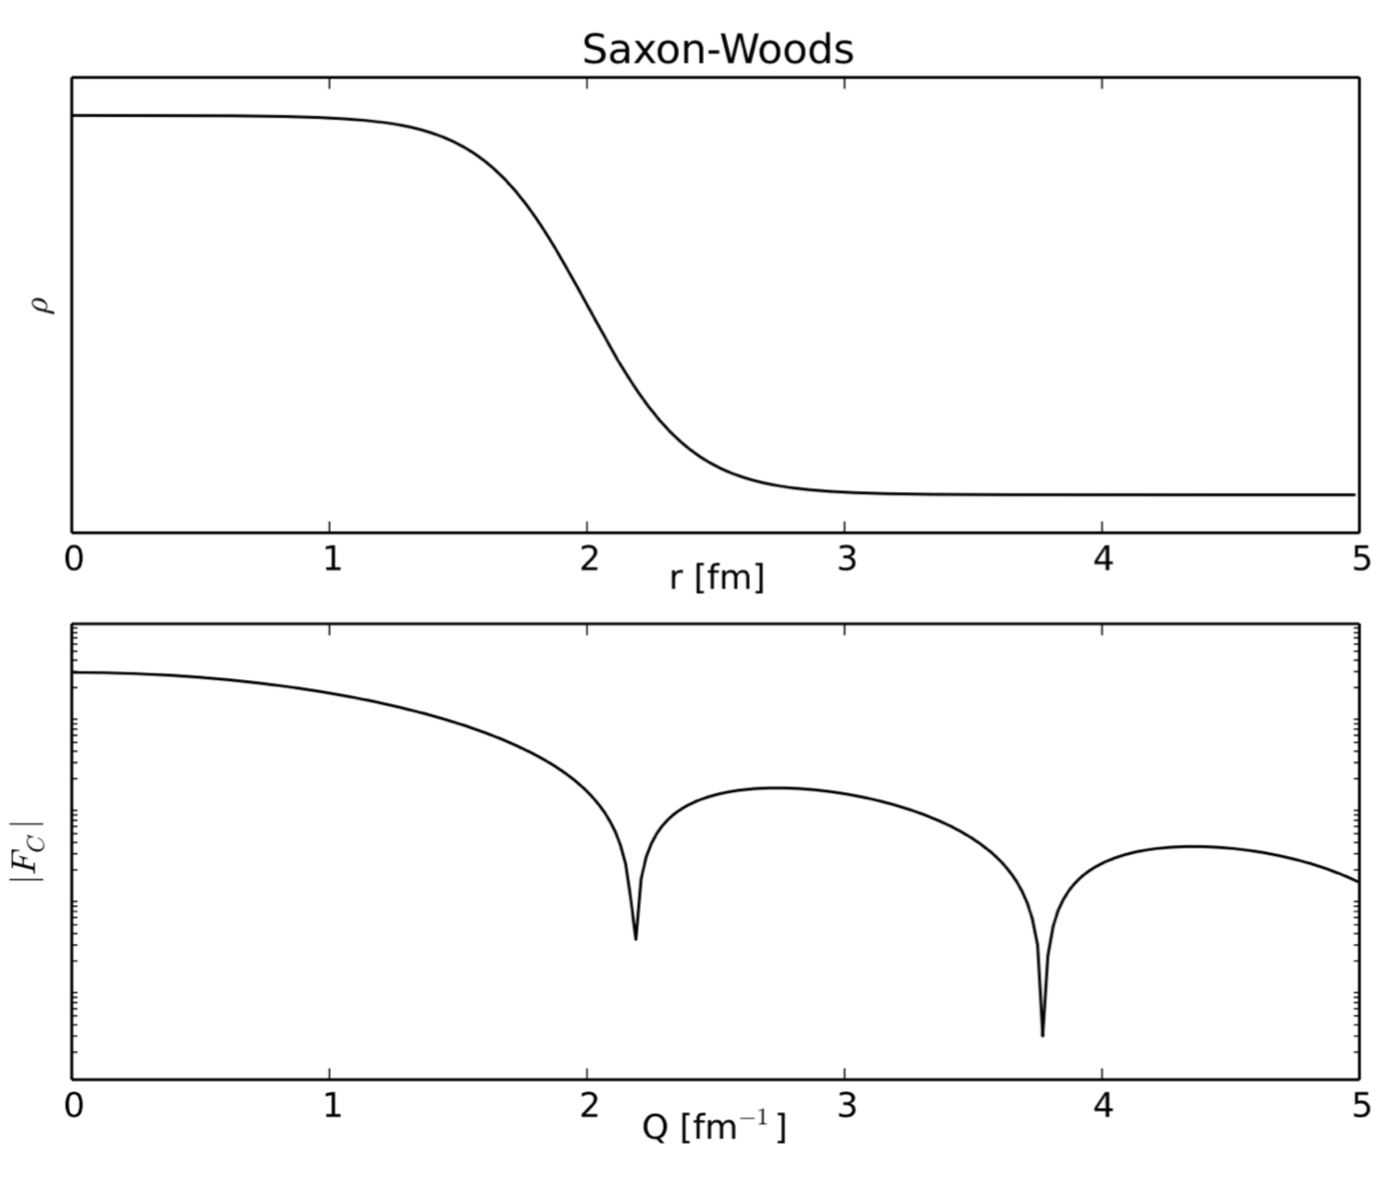 Saxon-Woods
ρ
0 1 2 3 4 5
r [fm]
|F_C|
0 1 2 3 4 5
Q [fm⁻¹]